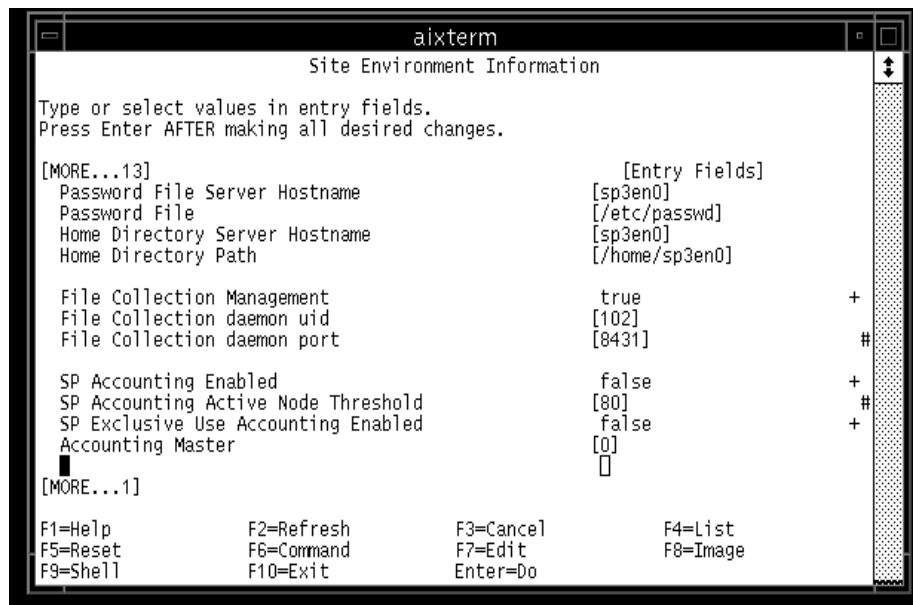 aixterm
Site Environment Information
Type or select values in entry fields.
Press Enter AFTER making all desired changes.
[MORE...13] [Entry Fields]
Password File Server Hostname [sp3en0]
Password File [/etc/passwd]
Home Directory Server Hostname [sp3en0]
Home Directory Path [/home/sp3en0]
File Collection Management true +
File Collection daemon uid [102]
File Collection daemon port [8431] #
SP Accounting Enabled false +
SP Accounting Active Node Threshold [80] #
SP Exclusive Use Accounting Enabled false +
Accounting Master [0]
[MORE...1]
F1=Help F2=Refresh F3=Cancel F4=List
F5=Reset F6=Command F7=Edit F8=Image
F9=Shell F10=Exit Enter=Do